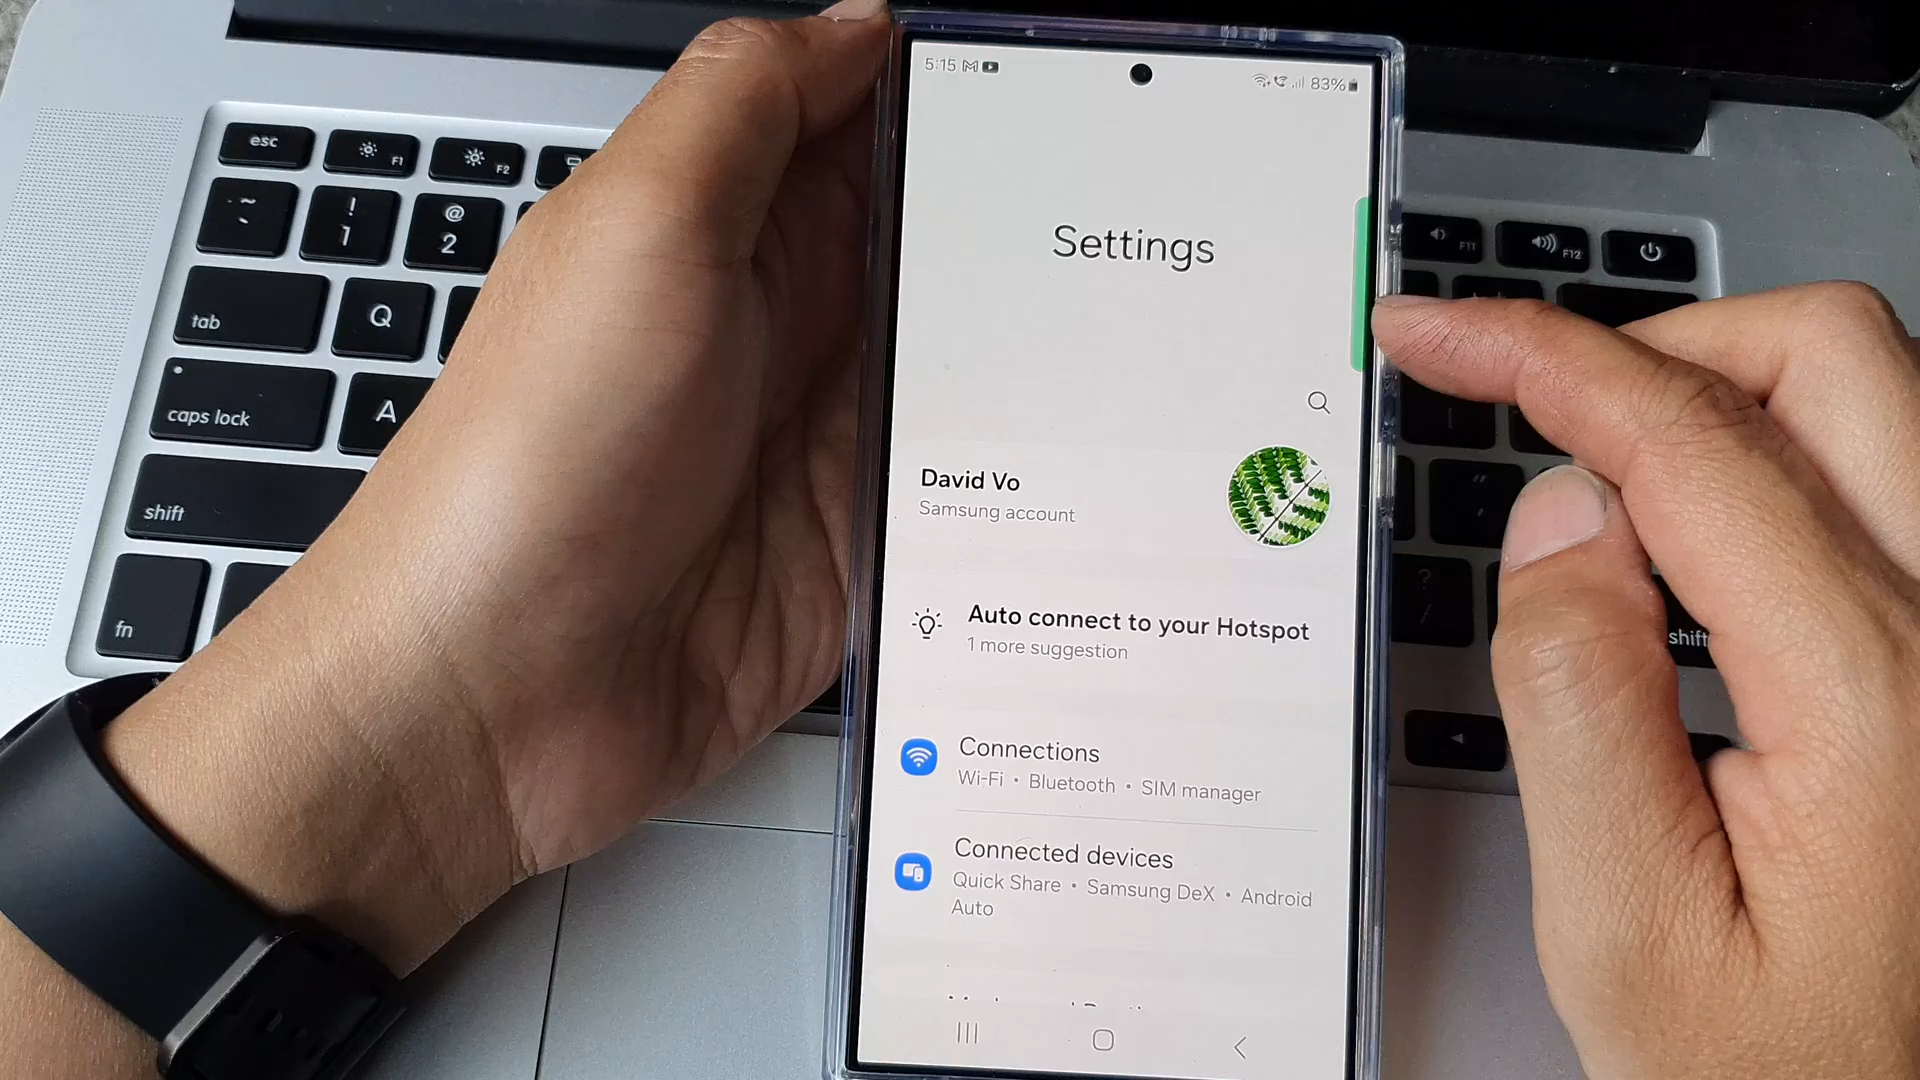 5:15
83%
Settings
David Vo
Samsung account
Auto connect to your Hotspot
1 more suggestion
Connections
Wi-Fi • Bluetooth • SIM manager
Connected devices
Quick Share • Samsung DeX • Android
Auto
esc
F1
F2
~
!
1
@
2
tab
Q
caps lock
A
shift
fn
F11
F12
?
/
shift